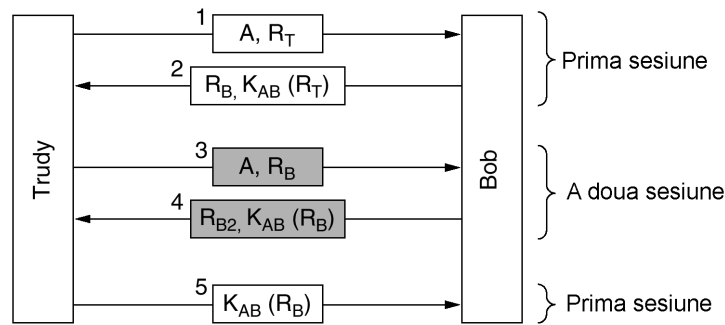 1
A, R_T
Prima sesiune
2
R_B, K_AB (R_T)
Trudy
Bob
3
A, R_B
A doua sesiune
4
R_B2, K_AB (R_B)
5
K_AB (R_B)
Prima sesiune